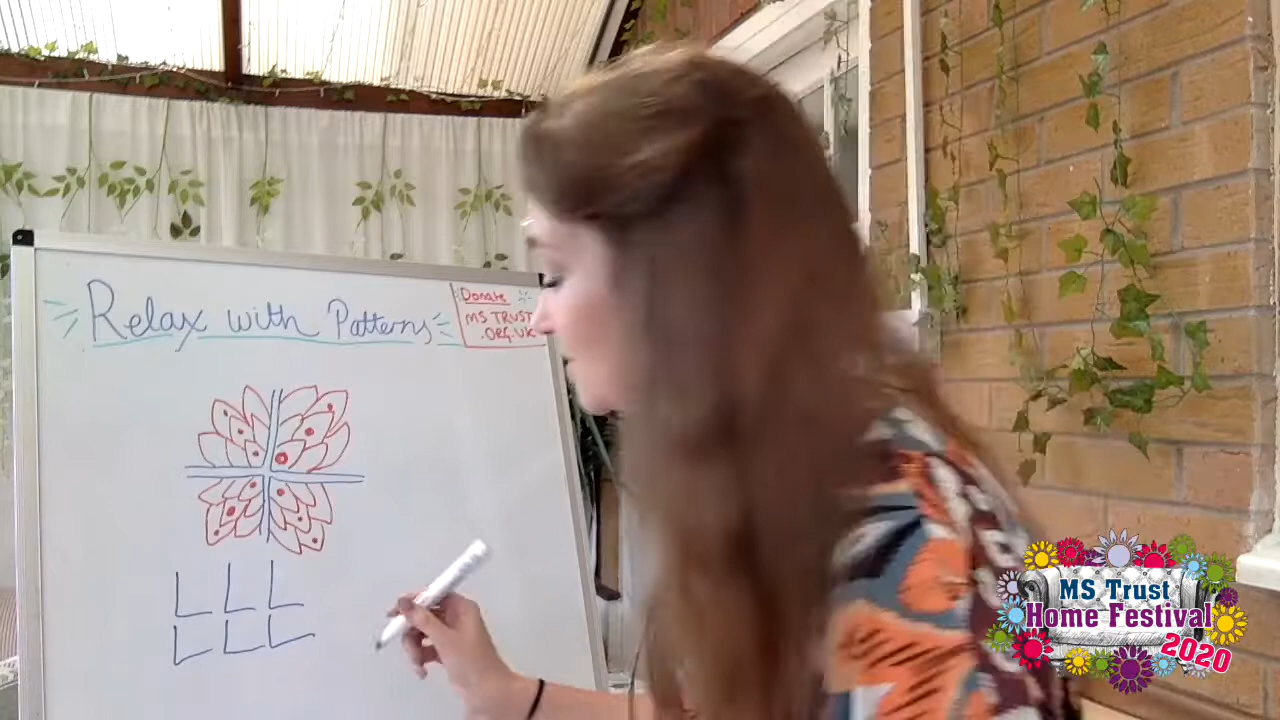 Relax with Patterns
Donate
MS TRUST
.ORG.UK
MS Trust
Home Festival
2020